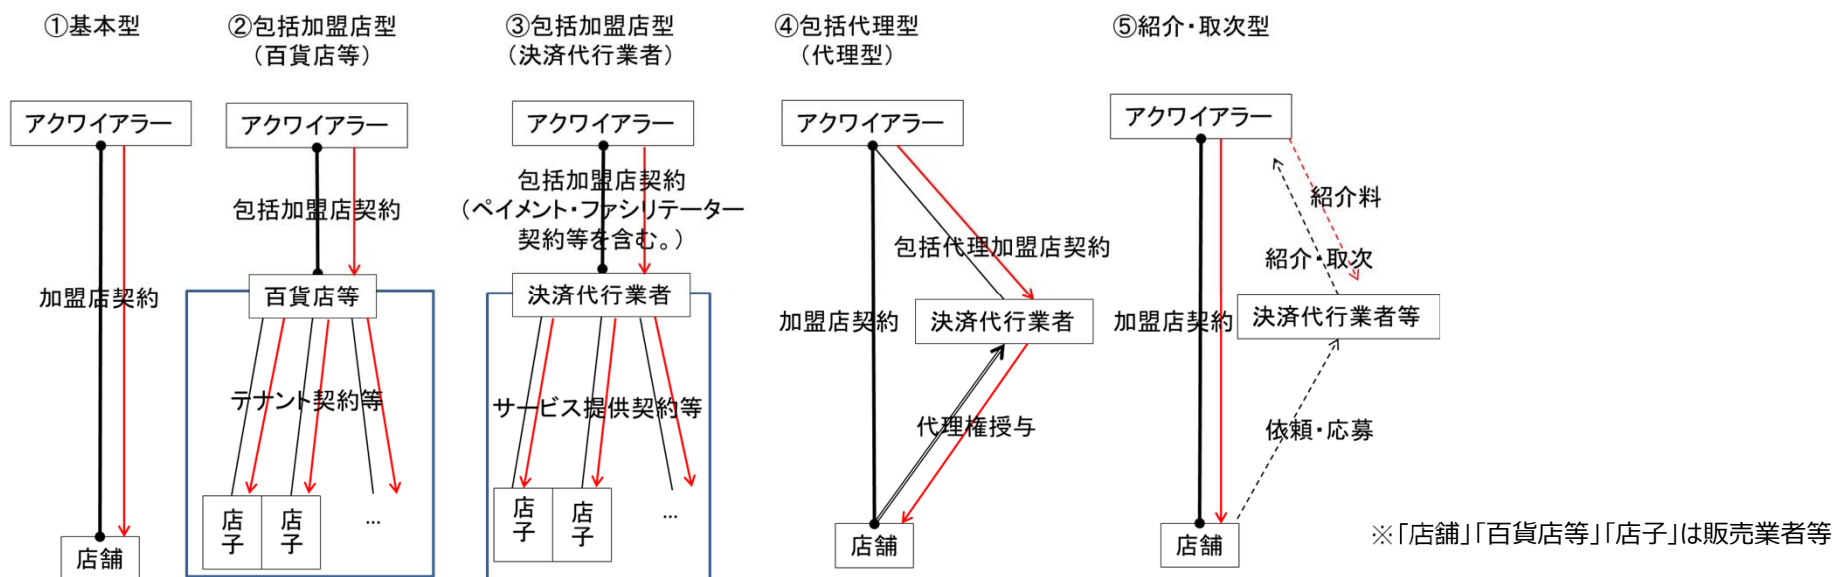 ①基本型
アクワイアラー
加盟店契約
店舗
②包括加盟店型
（百貨店等）
アクワイアラー
包括加盟店契約
百貨店等
テナント契約等
店子
店子
…
③包括加盟店型
（決済代行業者）
アクワイアラー
包括加盟店契約
（ペイメント・ファシリテーター
契約等を含む。）
決済代行業者
サービス提供契約等
店子
店子
…
④包括代理型
（代理型）
アクワイアラー
包括代理加盟店契約
加盟店契約
決済代行業者
代理権授与
店舗
⑤紹介・取次型
アクワイアラー
紹介料
紹介・取次
加盟店契約
決済代行業者等
依頼・応募
店舗
※「店舗」「百貨店等」「店子」は販売業者等